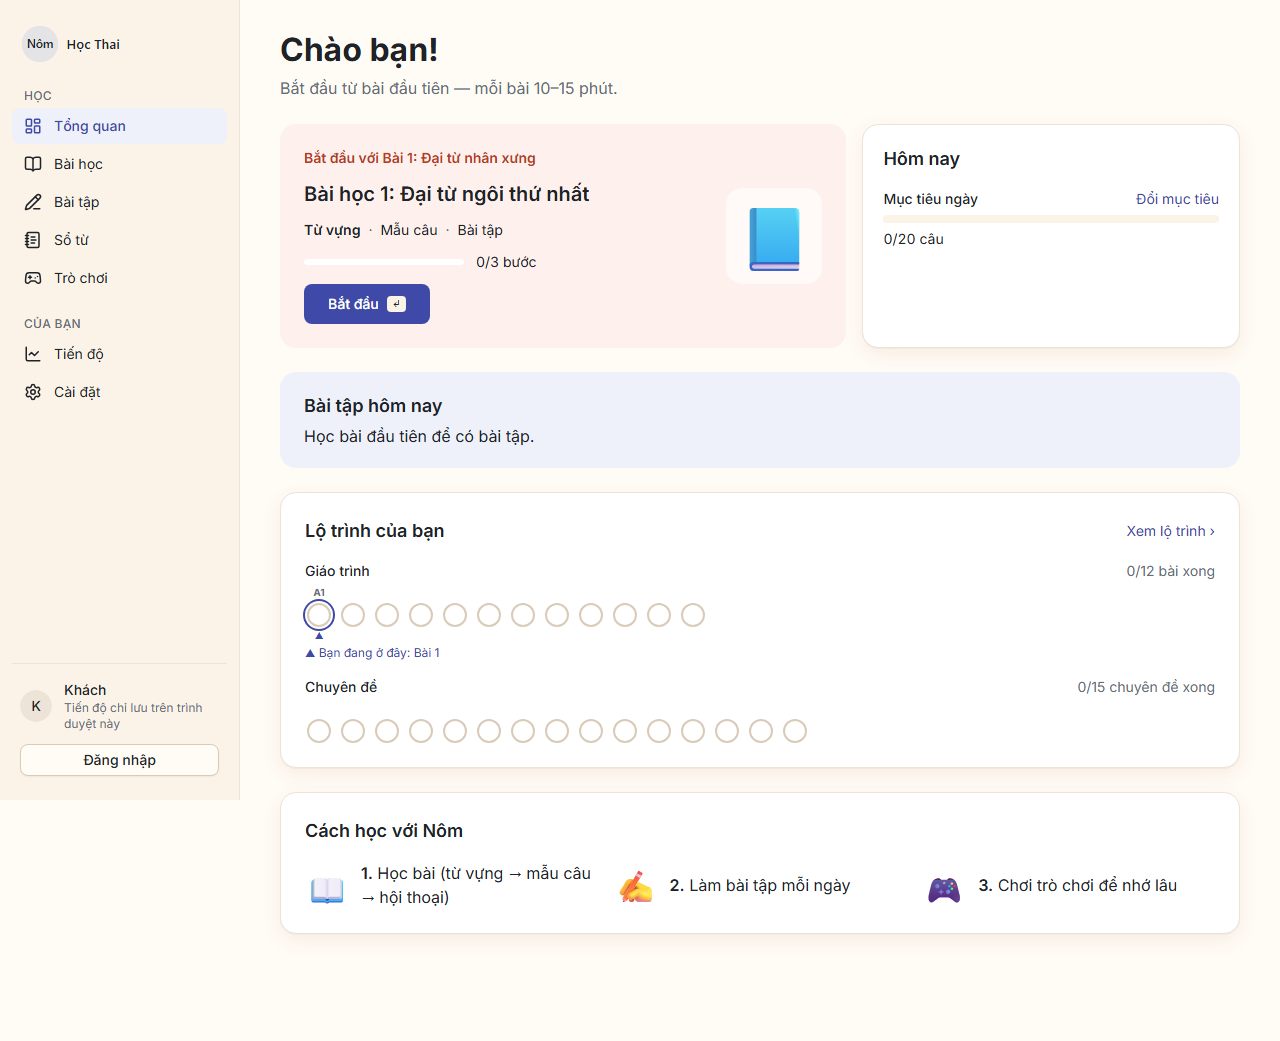 Nôm Học Thai
HỌC
Tổng quan
Bài học
Bài tập
Sổ từ
Trò chơi
CỦA BẠN
Tiến độ
Cài đặt
K
Khách
Tiến độ chỉ lưu trên trình
duyệt này
Đăng nhập
Chào bạn!
Bắt đầu từ bài đầu tiên — mỗi bài 10–15 phút.
Bắt đầu với Bài 1: Đại từ nhân xưng
Bài học 1: Đại từ ngôi thứ nhất
Từ vựng · Mẫu câu · Bài tập
0/3 bước
Bắt đầu ↵
Hôm nay
Mục tiêu ngày Đổi mục tiêu
0/20 câu
Bài tập hôm nay
Học bài đầu tiên để có bài tập.
Lộ trình của bạn Xem lộ trình ›
Giáo trình 0/12 bài xong
A1
▲
▲ Bạn đang ở đây: Bài 1
Chuyên đề 0/15 chuyên đề xong
Cách học với Nôm
1. Học bài (từ vựng → mẫu câu
→ hội thoại)
2. Làm bài tập mỗi ngày
3. Chơi trò chơi để nhớ lâu